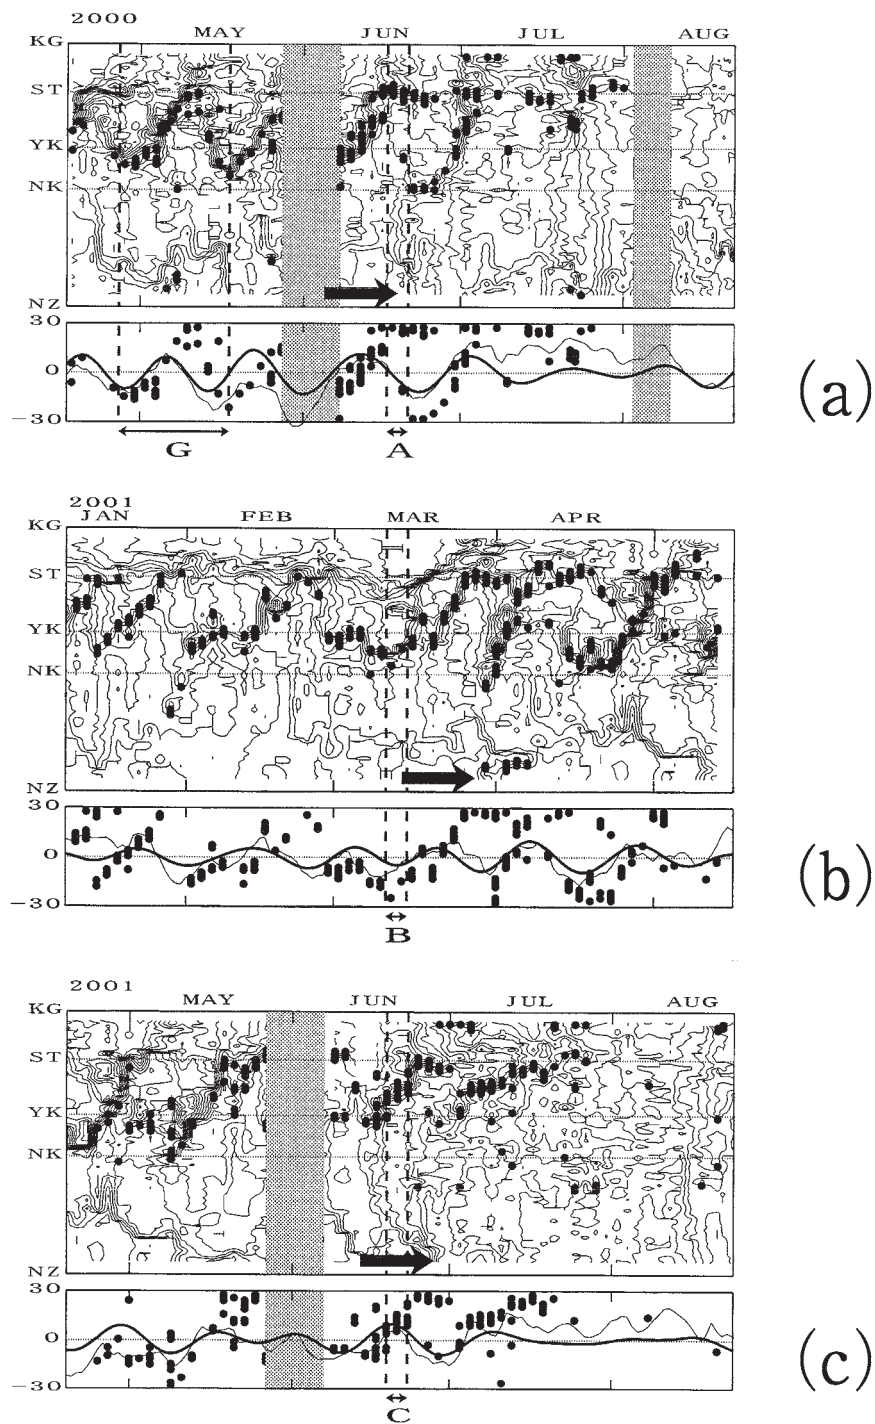 2000
MAY JUN JUL AUG
KG
ST
YK
NK
NZ
30
0
−30
G A
(a)
2001
JAN FEB MAR APR
KG
ST
YK
NK
NZ
30
0
−30
B
(b)
2001
MAY JUN JUL AUG
KG
ST
YK
NK
NZ
30
0
−30
C
(c)